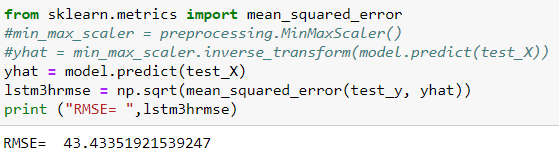 from sklearn.metrics import mean_squared_error
#min_max_scaler = preprocessing.MinMaxScaler()
#yhat = min_max_scaler.inverse_transform(model.predict(test_X))
yhat = model.predict(test_X)
lstm3hrmse = np.sqrt(mean_squared_error(test_y, yhat))
print ("RMSE= ",lstm3hrmse)
RMSE=  43.43351921539247